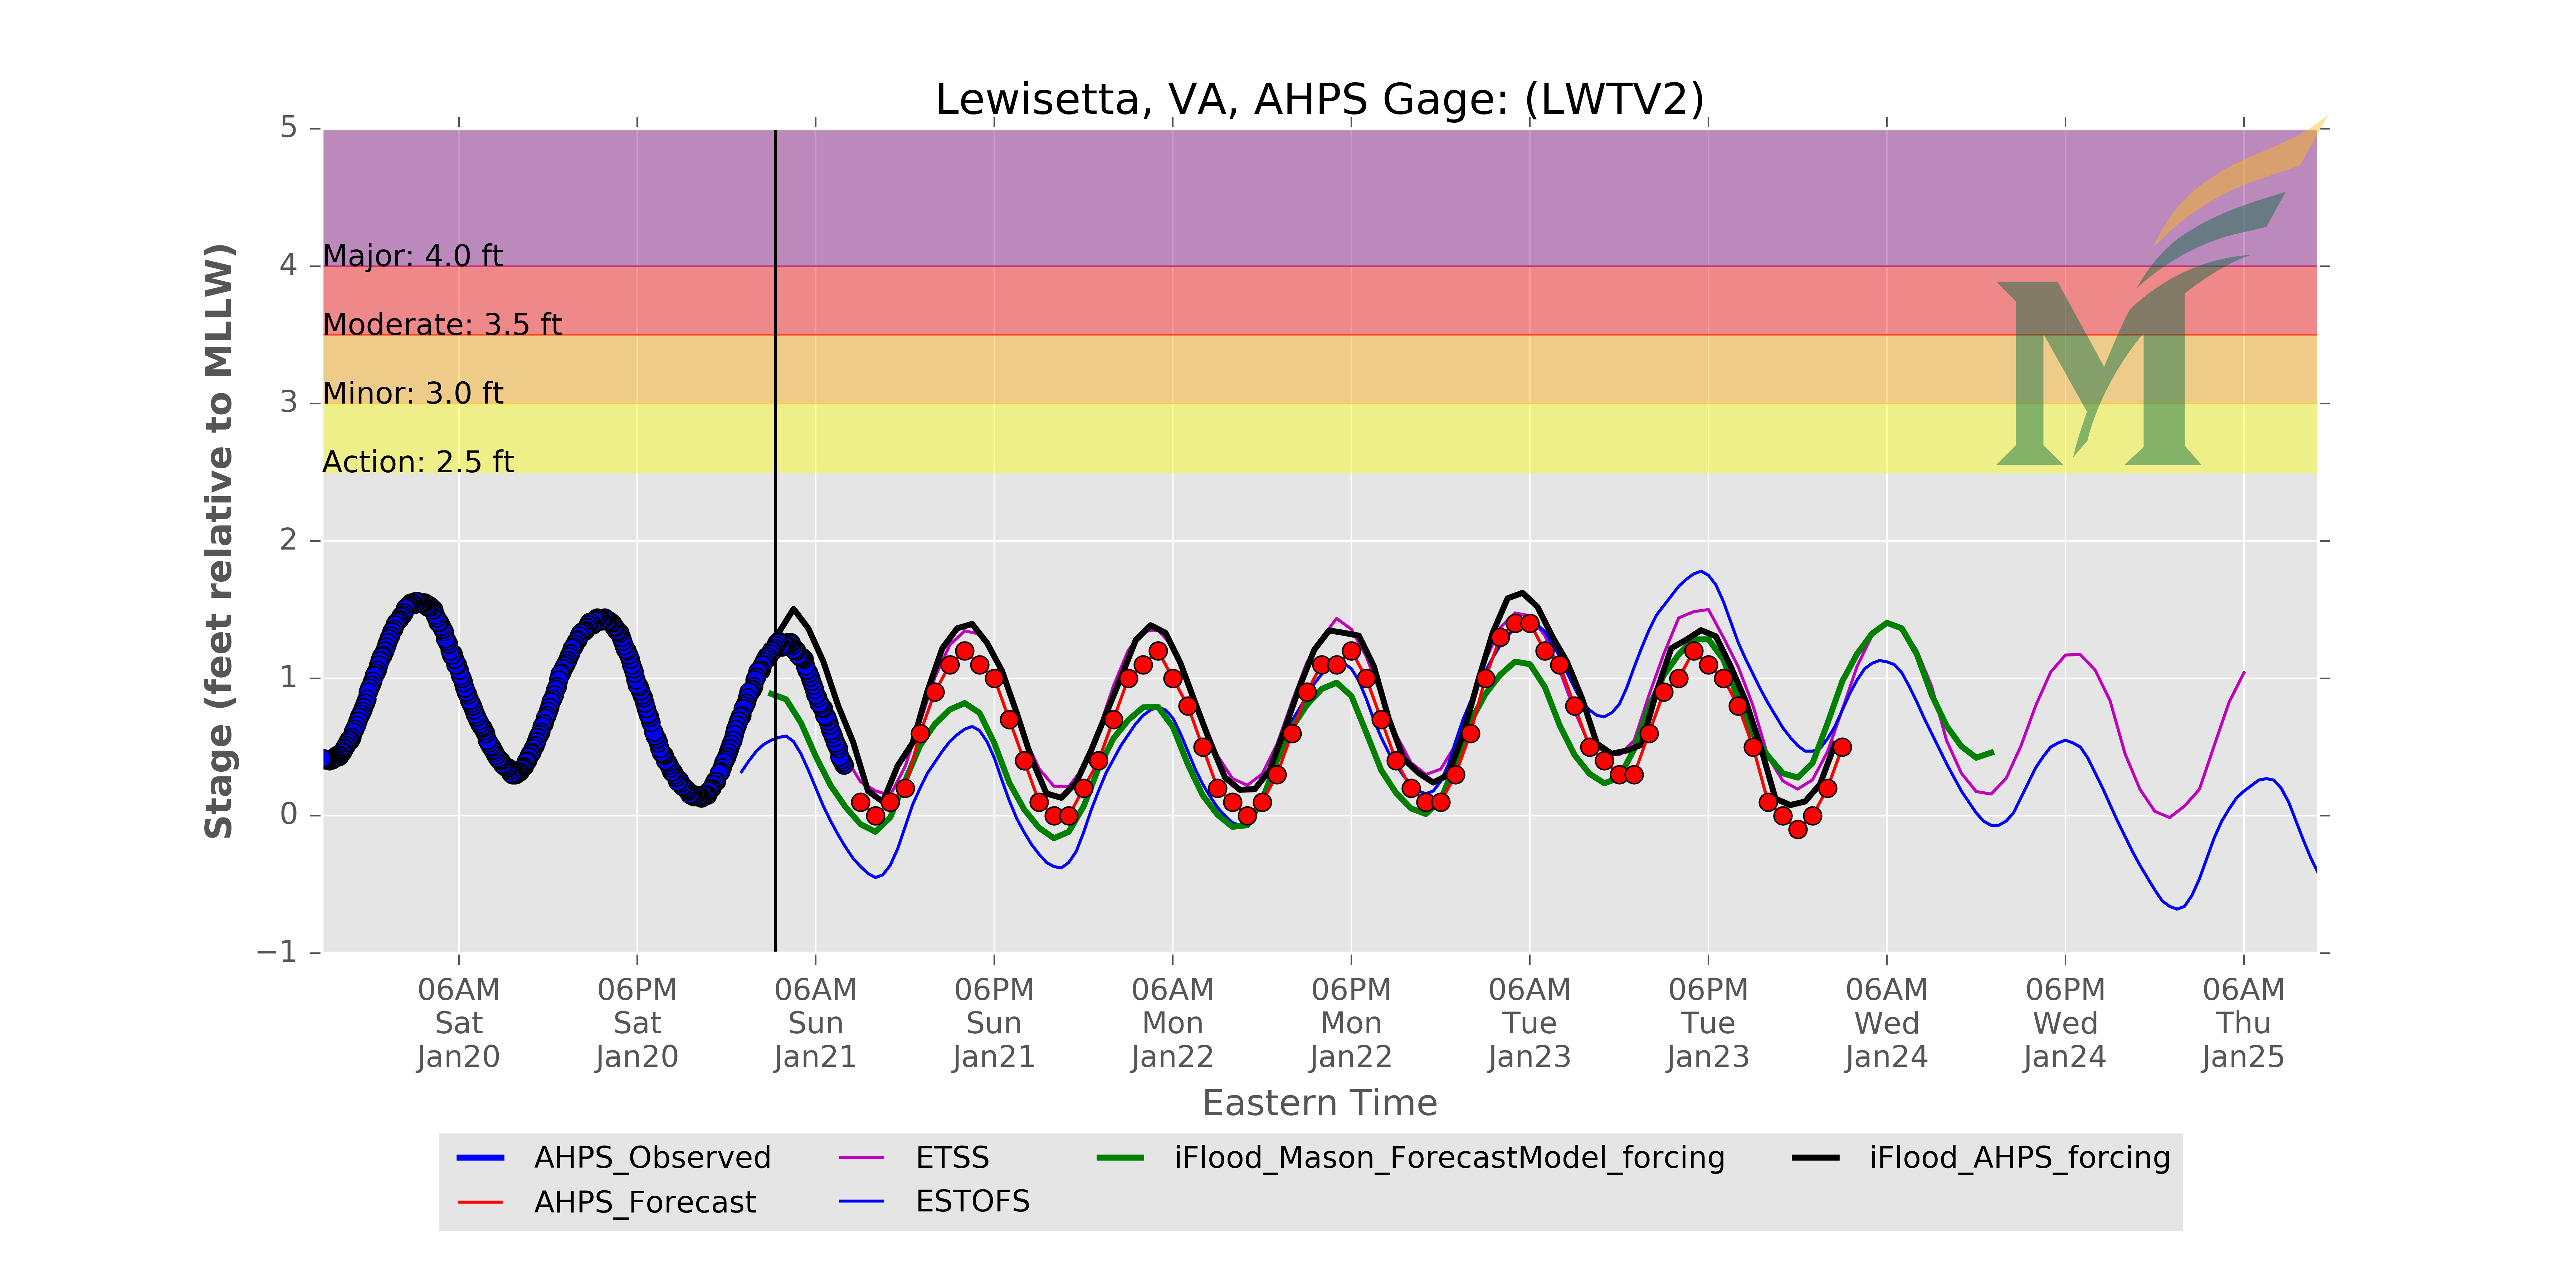 Lewisetta, VA, AHPS Gage: (LWTV2)
5
4
3
2
1
0
−1
Stage (feet relative to MLLW)
Major: 4.0 ft
Moderate: 3.5 ft
Minor: 3.0 ft
Action: 2.5 ft
06AM 06PM 06AM 06PM 06AM 06PM 06AM 06PM 06AM 06PM 06AM
Sat Sat Sun Sun Mon Mon Tue Tue Wed Wed Thu
Jan20 Jan20 Jan21 Jan21 Jan22 Jan22 Jan23 Jan23 Jan24 Jan24 Jan25
Eastern Time
AHPS_Observed ETSS iFlood_Mason_ForecastModel_forcing iFlood_AHPS_forcing
AHPS_Forecast ESTOFS
M